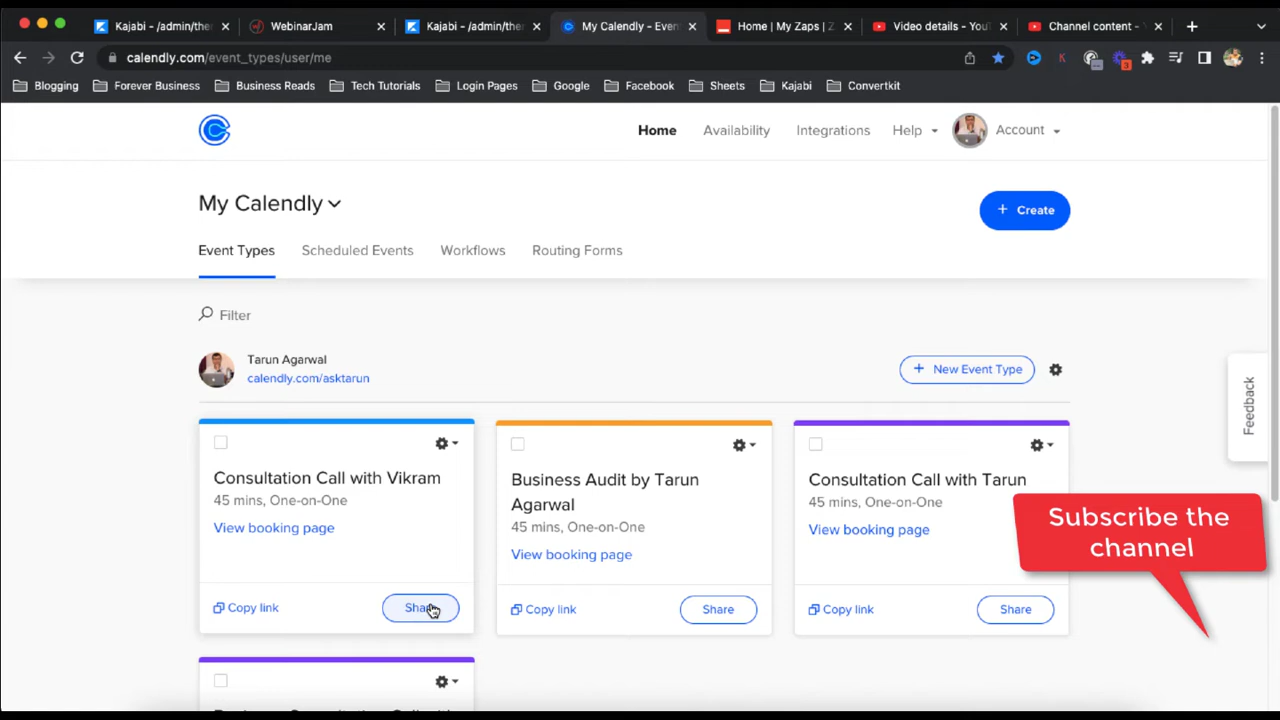 Kajabi - /admin/the
WebinarJam
Kajabi - /admin/the
My Calendly - Even
Home | My Zaps | Z
Video details - You
Channel content -
calendly.com/event_types/user/me
3
Blogging
Forever Business
Business Reads
Tech Tutorials
Login Pages
Google
Facebook
Sheets
Kajabi
Convertkit
Home
Availability
Integrations
Help
Account
My Calendly
+ Create
Event Types
Scheduled Events
Workflows
Routing Forms
Filter
Tarun Agarwal
calendly.com/asktarun
+ New Event Type
Feedback
Consultation Call with Vikram
45 mins, One-on-One
View booking page
Copy link
Share
Business Audit by Tarun
Agarwal
45 mins, One-on-One
View booking page
Copy link
Share
Consultation Call with Tarun
45 mins, One-on-One
View booking page
Copy link
Share
Subscribe the
channel